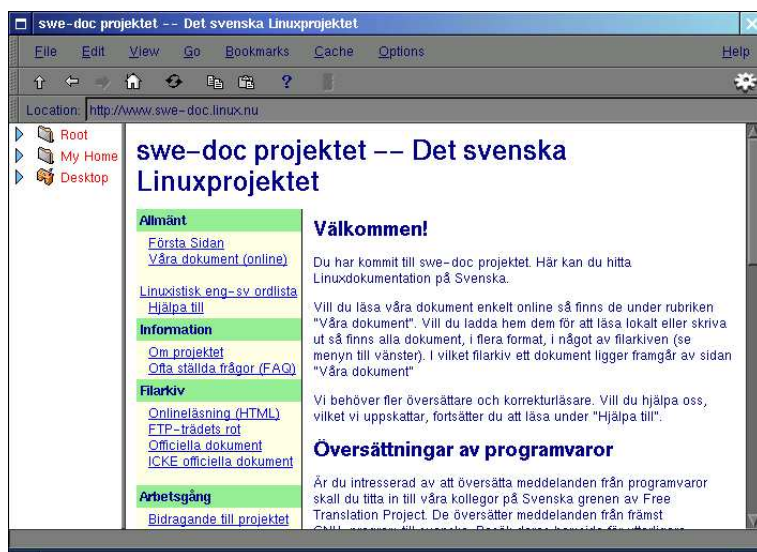 swe-doc projektet -- Det svenska Linuxprojektet
File Edit View Go Bookmarks Cache Options Help
Location: http://www.swe-doc.linux.nu
Root
My Home
Desktop
swe-doc projektet -- Det svenska
Linuxprojektet
Allmänt
Första Sidan
Våra dokument (online)
Linuxistisk eng-sv ordlista
Hjälpa till
Information
Om projektet
Ofta ställda frågor (FAQ)
Filarkiv
Onlineläsning (HTML)
FTP-trädets rot
Officiella dokument
ICKE officiella dokument
Arbetsgång
Bidragande till projektet
Välkommen!
Du har kommit till swe-doc projektet. Här kan du hitta
Linuxdokumentation på Svenska.
Vill du läsa våra dokument enkelt online så finns de under rubriken
"Våra dokument". Vill du ladda hem dem för att läsa lokalt eller skriva
ut så finns alla dokument, i flera format, i något av filarkiven (se
menyn till vänster). I vilket filarkiv ett dokument ligger framgår av sidan
"Våra dokument"
Vi behöver fler översättare och korrekturläsare. Vill du hjälpa oss,
vilket vi uppskattar, fortsätter du att läsa under "Hjälpa till".
Översättningar av programvaror
Är du intresserad av att översätta meddelanden från programvaror
skall du titta in till våra kollegor på Svenska grenen av Free
Translation Project. De översätter meddelanden från främst